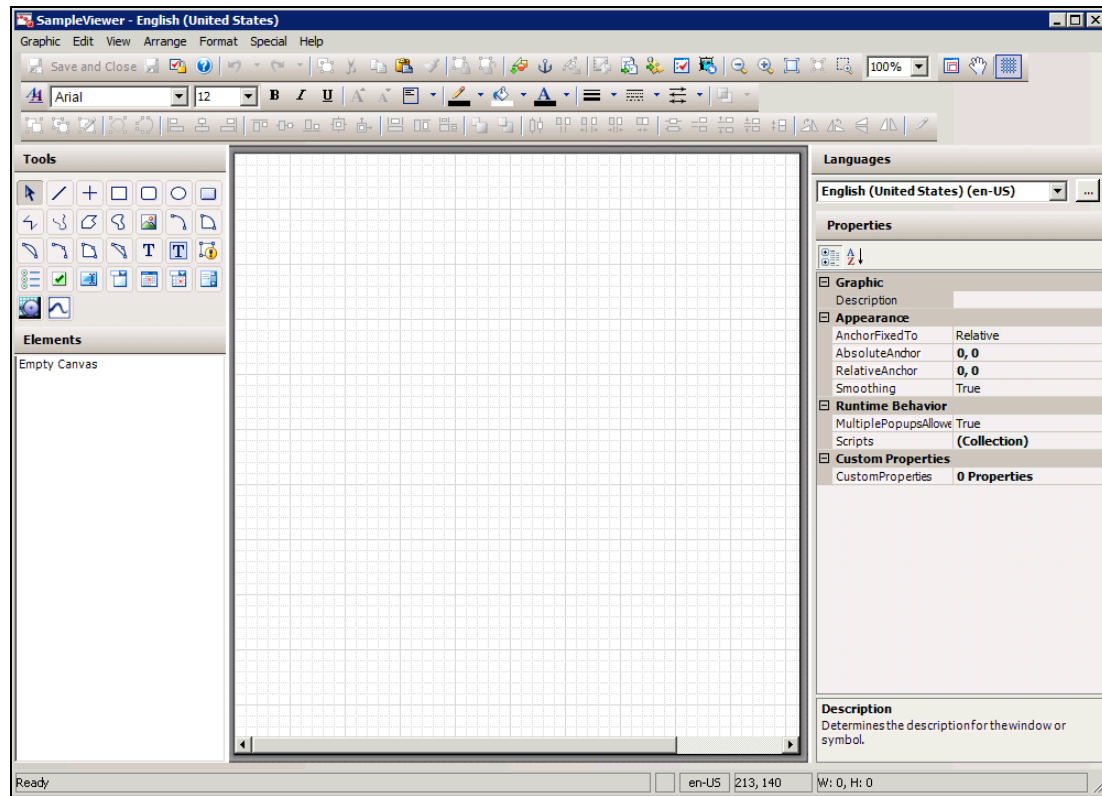 SampleViewer - English (United States)
Graphic Edit View Arrange Format Special Help
Save and Close
100%
Arial
12
B I U A A A
Tools
T T
Elements
Empty Canvas
Languages
English (United States) (en-US)
...
Properties
Graphic
Description
Appearance
AnchorFixedTo Relative
AbsoluteAnchor 0, 0
RelativeAnchor 0, 0
Smoothing True
Runtime Behavior
MultiplePopupsAllowe True
Scripts (Collection)
Custom Properties
CustomProperties 0 Properties
Description
Determines the description for the window or
symbol.
Ready
en-US
213, 140
W: 0, H: 0